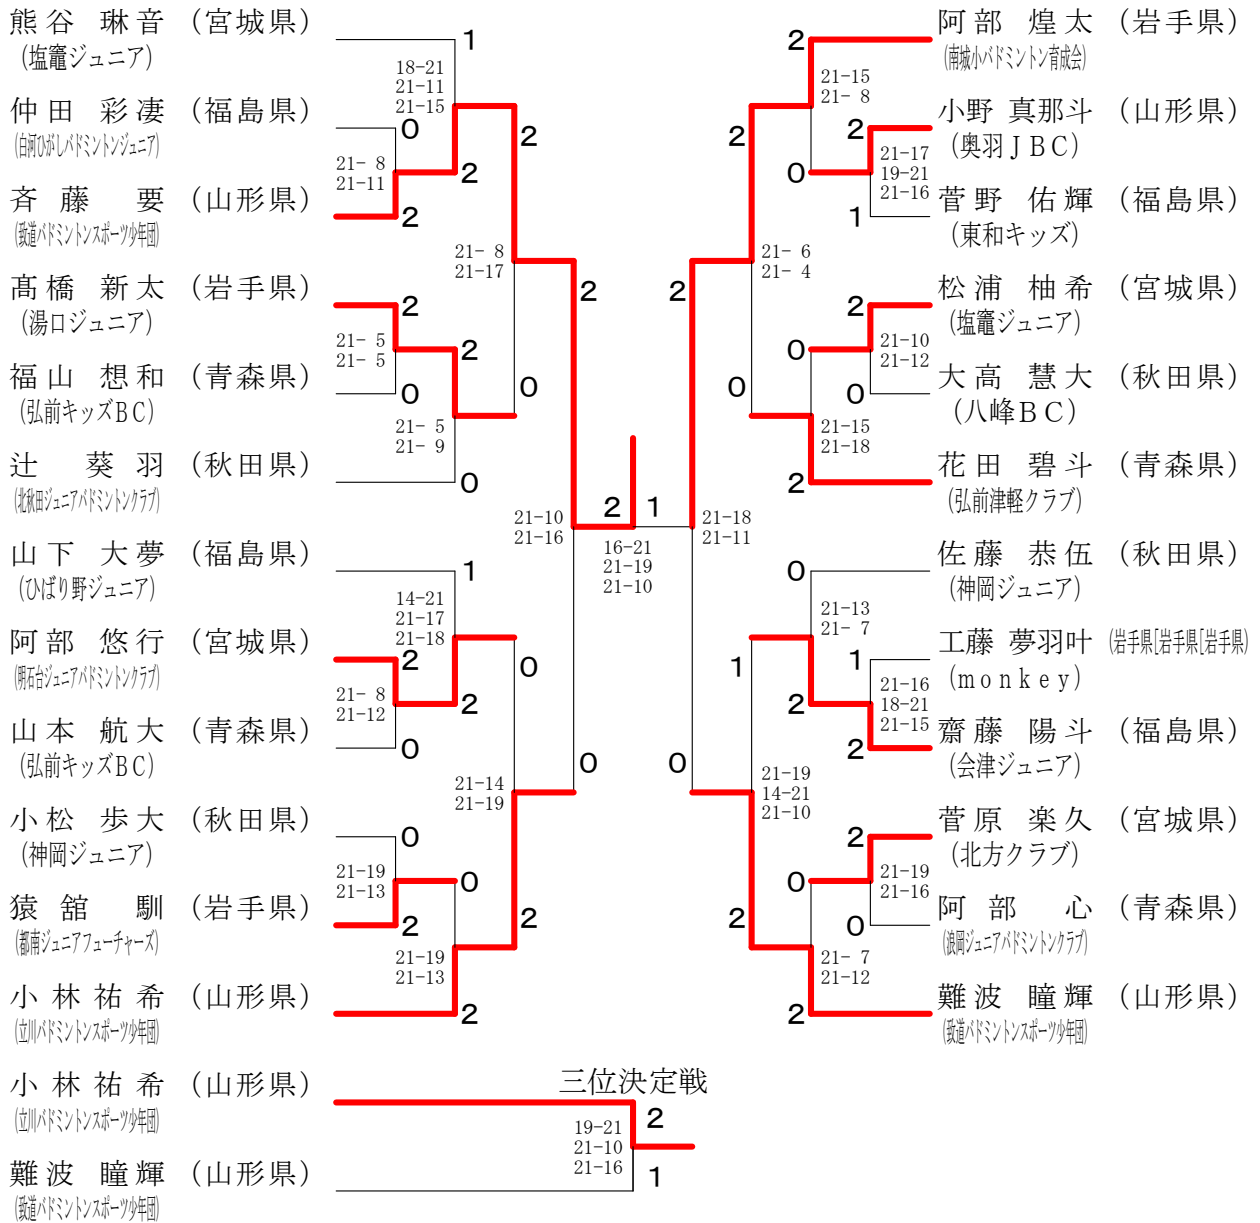 熊谷 琳音 (宮城県)
(塩竈ジュニア)
仲田 彩凄 (福島県)
(白河ひがしバドミントンジュニア)
斉藤 要 (山形県)
(致道バドミントンスポーツ少年団)
髙橋 新太 (岩手県)
(湯口ジュニア)
福山 想和 (青森県)
(弘前キッズBC)
辻 葵羽 (秋田県)
(北秋田ジュニアバドミントンクラブ)
山下 大夢 (福島県)
(ひばり野ジュニア)
阿部 悠行 (宮城県)
(明石台ジュニアバドミントンクラブ)
山本 航大 (青森県)
(弘前キッズBC)
小松 歩大 (秋田県)
(神岡ジュニア)
猿舘 馴 (岩手県)
(都南ジュニアフューチャーズ)
小林祐希 (山形県)
(立川バドミントンスポーツ少年団)
1
18-21
21-11
21-15
0
21- 8
21-11
2
2
2
21- 8
21-17
2
21- 5
21- 5
0
2
21- 5
21- 9
0
0
2
21-10
21-16
1
14-21
21-17
21-18
2
21- 8
21-12
0
2
0
21-14
21-19
0
0
21-19
21-13
2
0
21-19
21-13
2
2
2
1
16-21
21-19
21-10
阿部 煌太 (岩手県)
(南城小バドミントン育成会)
小野 真那斗 (山形県)
(奥羽JBC)
菅野 佑輝 (福島県)
(東和キッズ)
松浦 柚希 (宮城県)
(塩竈ジュニア)
大高 慧大 (秋田県)
(八峰BC)
花田 碧斗 (青森県)
(弘前津軽クラブ)
佐藤 恭伍 (秋田県)
(神岡ジュニア)
工藤 夢羽叶 (岩手県[岩手県[岩手県)
(monkey)
齋藤 陽斗 (福島県)
(会津ジュニア)
菅原 楽久 (宮城県)
(北方クラブ)
阿部 心 (青森県)
(浪岡ジュニアバドミントンクラブ)
難波 瞳輝 (山形県)
(致道バドミントンスポーツ少年団)
2
21-15
21- 8
2
21-17
19-21
21-16
1
0
2
21- 6
21- 4
2
2
21-10
21-12
0
0
0
21-15
21-18
2
21-18
21-11
0
21-13
21- 7
1
21-16
18-21
21-15
2
2
1
0
21-19
14-21
21-10
2
21-19
21-16
0
0
2
21- 7
21-12
2
三位決定戦
小林祐希 (山形県)
(立川バドミントンスポーツ少年団)
難波 瞳輝 (山形県)
(致道バドミントンスポーツ少年団)
2
19-21
21-10
21-16
1